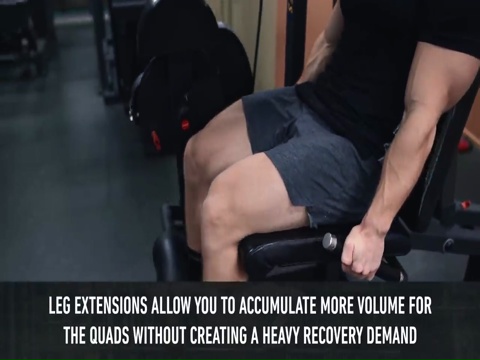 LEG EXTENSIONS ALLOW YOU TO ACCUMULATE MORE VOLUME FOR
THE QUADS WITHOUT CREATING A HEAVY RECOVERY DEMAND